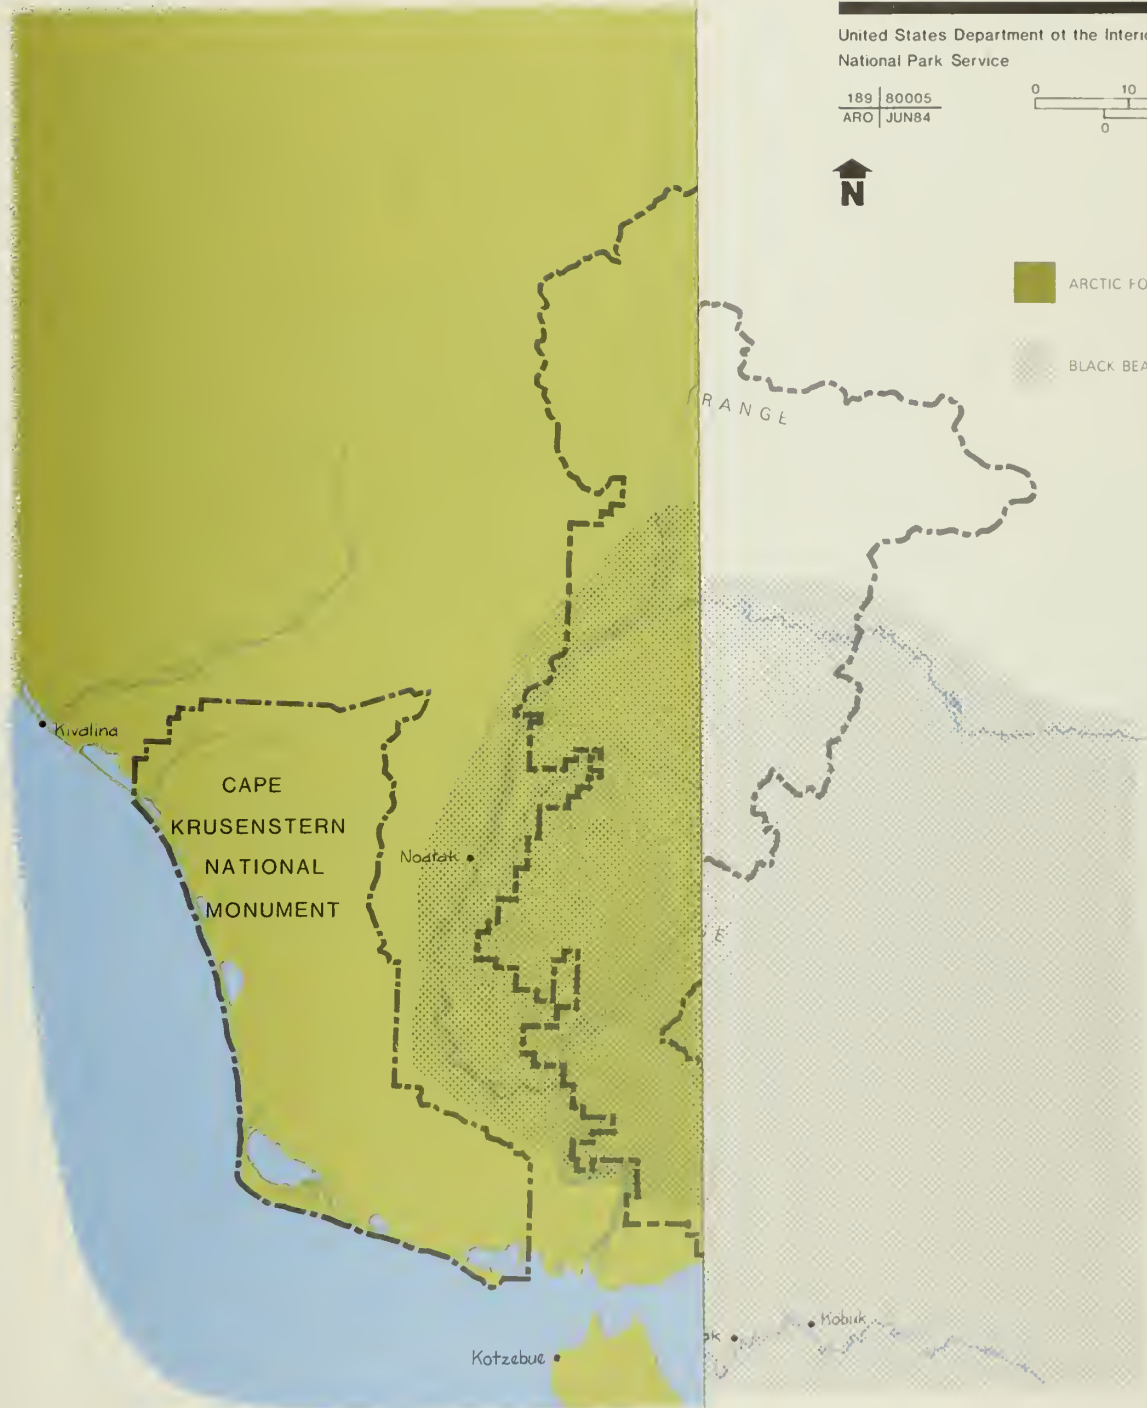 United States Department of the Interi
National Park Service
189 80005
ARO JUN84
0 10
0
N
ARCTIC FO
BLACK BEA
RANGE
Kivalina
CAPE
KRUSENSTERN
NATIONAL
MONUMENT
Noatak
E
Kobuk
ok
Kotzebue